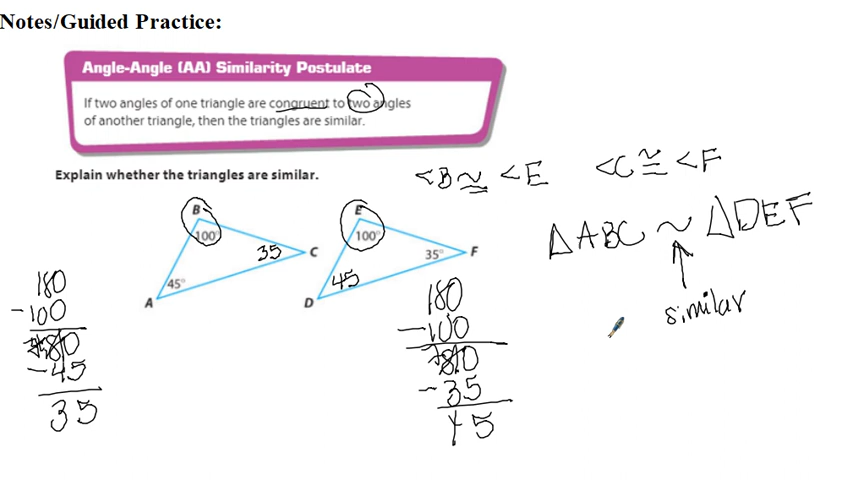 Notes/Guided Practice:
Angle-Angle (AA) Similarity Postulate
If two angles of one triangle are congruent to two angles
of another triangle, then the triangles are similar.
Explain whether the triangles are similar.
<B ≅ <E <C ≅ <F
B
100°
35
C
45°
A
E
100°
35°
F
45
D
△ABC ~ △DEF
similar
180
-100
80
-45
35
180
-100
80
-35
45